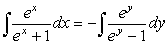 ∫ e^x / (e^x + 1) dx = −∫ e^y / (e^y − 1) dy